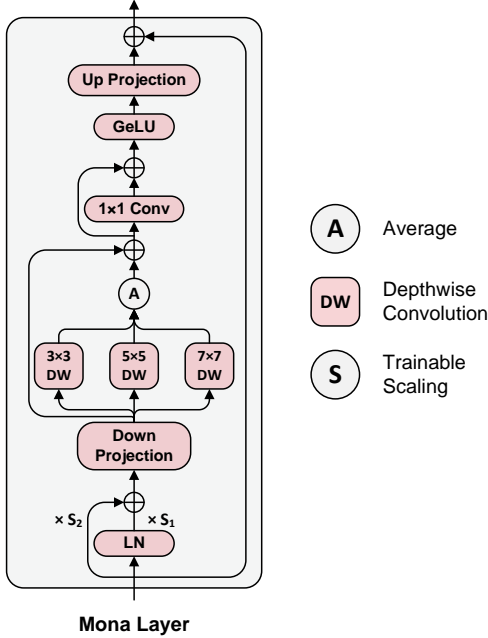 Up Projection
GeLU
1×1 Conv
A
3×3
DW
5×5
DW
7×7
DW
Down
Projection
× S₂
× S₁
LN
Mona Layer
A
Average
DW
Depthwise
Convolution
S
Trainable
Scaling